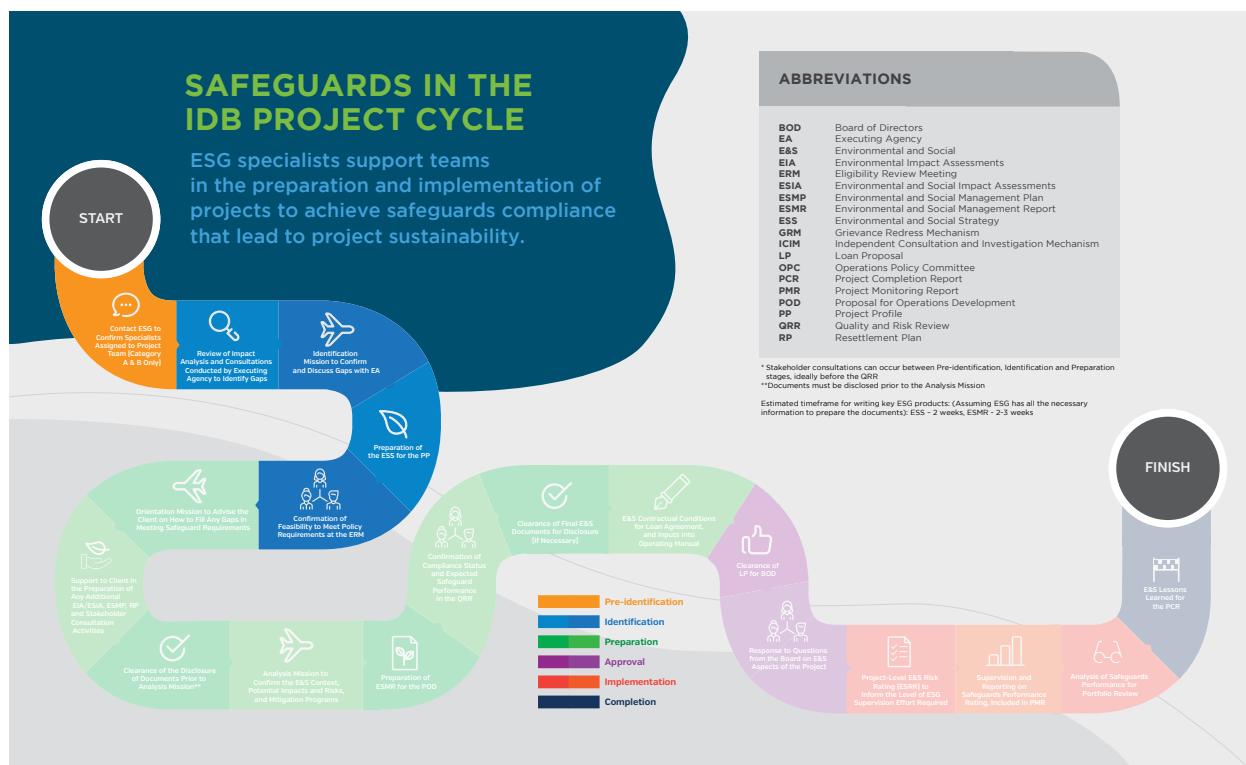 SAFEGUARDS IN THE
IDB PROJECT CYCLE
ESG specialists support teams
in the preparation and implementation of
projects to achieve safeguards compliance
that lead to project sustainability.
ABBREVIATIONS
BOD Board of Directors
EA Executing Agency
E&S Environmental and Social
EIA Environmental Impact Assessments
ERM Eligibility Review Meeting
ESIA Environmental and Social Impact Assessments
ESMP Environmental and Social Management Plan
ESMR Environmental and Social Management Report
ESS Environmental and Social Strategy
GRM Grievance Redress Mechanism
ICIM Independent Consultation and Investigation Mechanism
LP Loan Proposal
OPC Operations Policy Committee
PCR Project Completion Report
PMR Project Monitoring Report
POD Proposal for Operations Development
PP Project Profile
QRR Quality and Risk Review
RP Resettlement Plan
* Stakeholder consultations can occur between Pre-identification, Identification and Preparation
stages, ideally before the QRR
**Documents must be disclosed prior to the Analysis Mission
Estimated timeframe for writing key ESG products: (Assuming ESG has all the necessary
information to prepare the documents): ESS – 2 weeks, ESMR - 2-3 weeks
START
Contact ESG to
Confirm Specialists
Assigned to Project
Team [Category
A & B Only]
Review of Impact
Analysis and Consultations
Conducted by Executing
Agency to Identify Gaps
Identification
Mission to Confirm
and Discuss Gaps with EA
Preparation of
the ESS for the PP
Confirmation of
Feasibility to Meet Policy
Requirements at the ERM
Orientation Mission to Advise the
Client on How to Fill Any Gaps in
Meeting Safeguard Requirements
Support to Client in
the Preparation of
Any Additional
EIA/ESIA, ESMP, RP
and Stakeholder
Consultation
Activities
Clearance of the Disclosure
of Documents Prior to
Analysis Mission**
Analysis Mission to
Confirm the E&S Context,
Potential Impacts and Risks,
and Mitigation Programs
Preparation of
ESMR for the POD
Confirmation of
Compliance Status
and Expected
Safeguard
Performance
in the QRR
Clearance of Final E&S
Documents for Disclosure
[If Necessary]
E&S Contractual Conditions
for Loan Agreement,
and Inputs into
Operating Manual
Clearance of
LP for BOD
Response to Questions
from the Board on E&S
Aspects of the Project
Project-Level E&S Risk
Rating [ESRR] to
Inform the Level of ESG
Supervision Effort Required
Supervision and
Reporting on
Safeguards Performance
Rating, Included in PMR
Analysis of Safeguards
Performance for
Portfolio Review
E&S Lessons
Learned for
the PCR
FINISH
Pre-identification
Identification
Preparation
Approval
Implementation
Completion